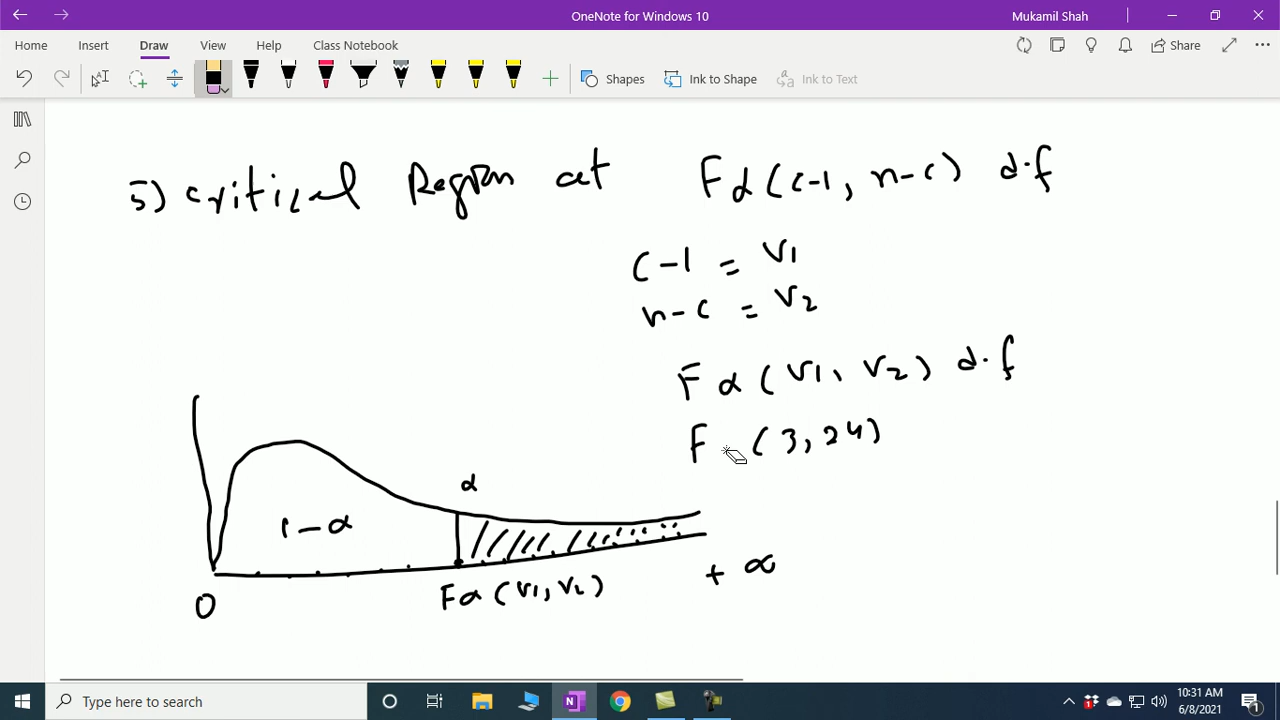 OneNote for Windows 10
Mukamil Shah
Home Insert Draw View Help Class Notebook
Share
Shapes Ink to Shape Ink to Text
5) Critical Region at Fα (c-1, n-c) d.f
c-1 = v1
n-c = v2
Fα (v1, v2) d.f
F (3, 24)
α
1-α
Fα (v1, v2)
0
+ ∝
Type here to search
10:31 AM
6/8/2021
1